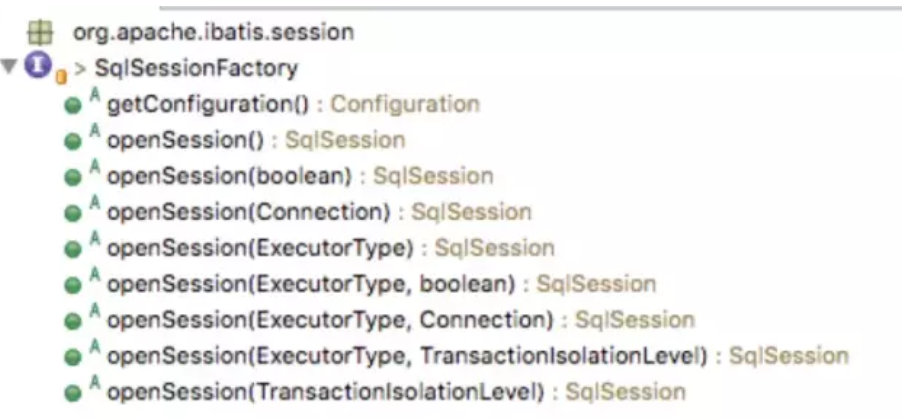 org.apache.ibatis.session
I > SqlSessionFactory
A getConfiguration() : Configuration
A openSession() : SqlSession
A openSession(boolean) : SqlSession
A openSession(Connection) : SqlSession
A openSession(ExecutorType) : SqlSession
A openSession(ExecutorType, boolean) : SqlSession
A openSession(ExecutorType, Connection) : SqlSession
A openSession(ExecutorType, TransactionIsolationLevel) : SqlSession
A openSession(TransactionIsolationLevel) : SqlSession